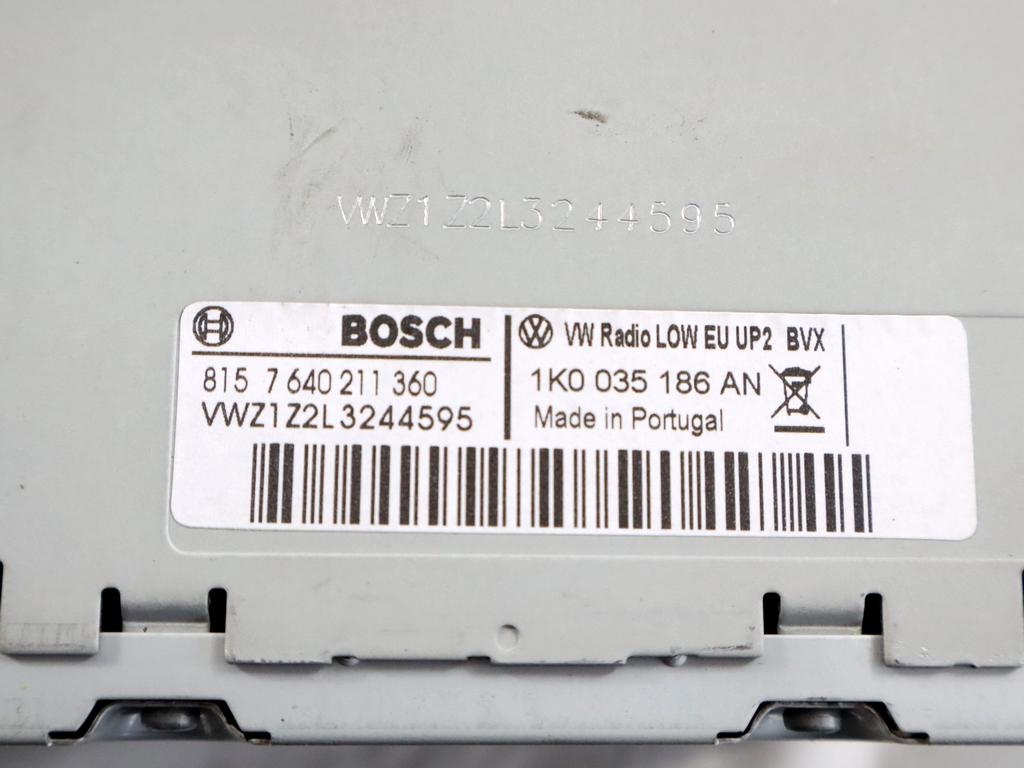 VWZ1Z2L3244595
BOSCH
815 7 640 211 360
VWZ1Z2L3244595
VW Radio LOW EU UP2 BVX
1K0 035 186 AN
Made in Portugal